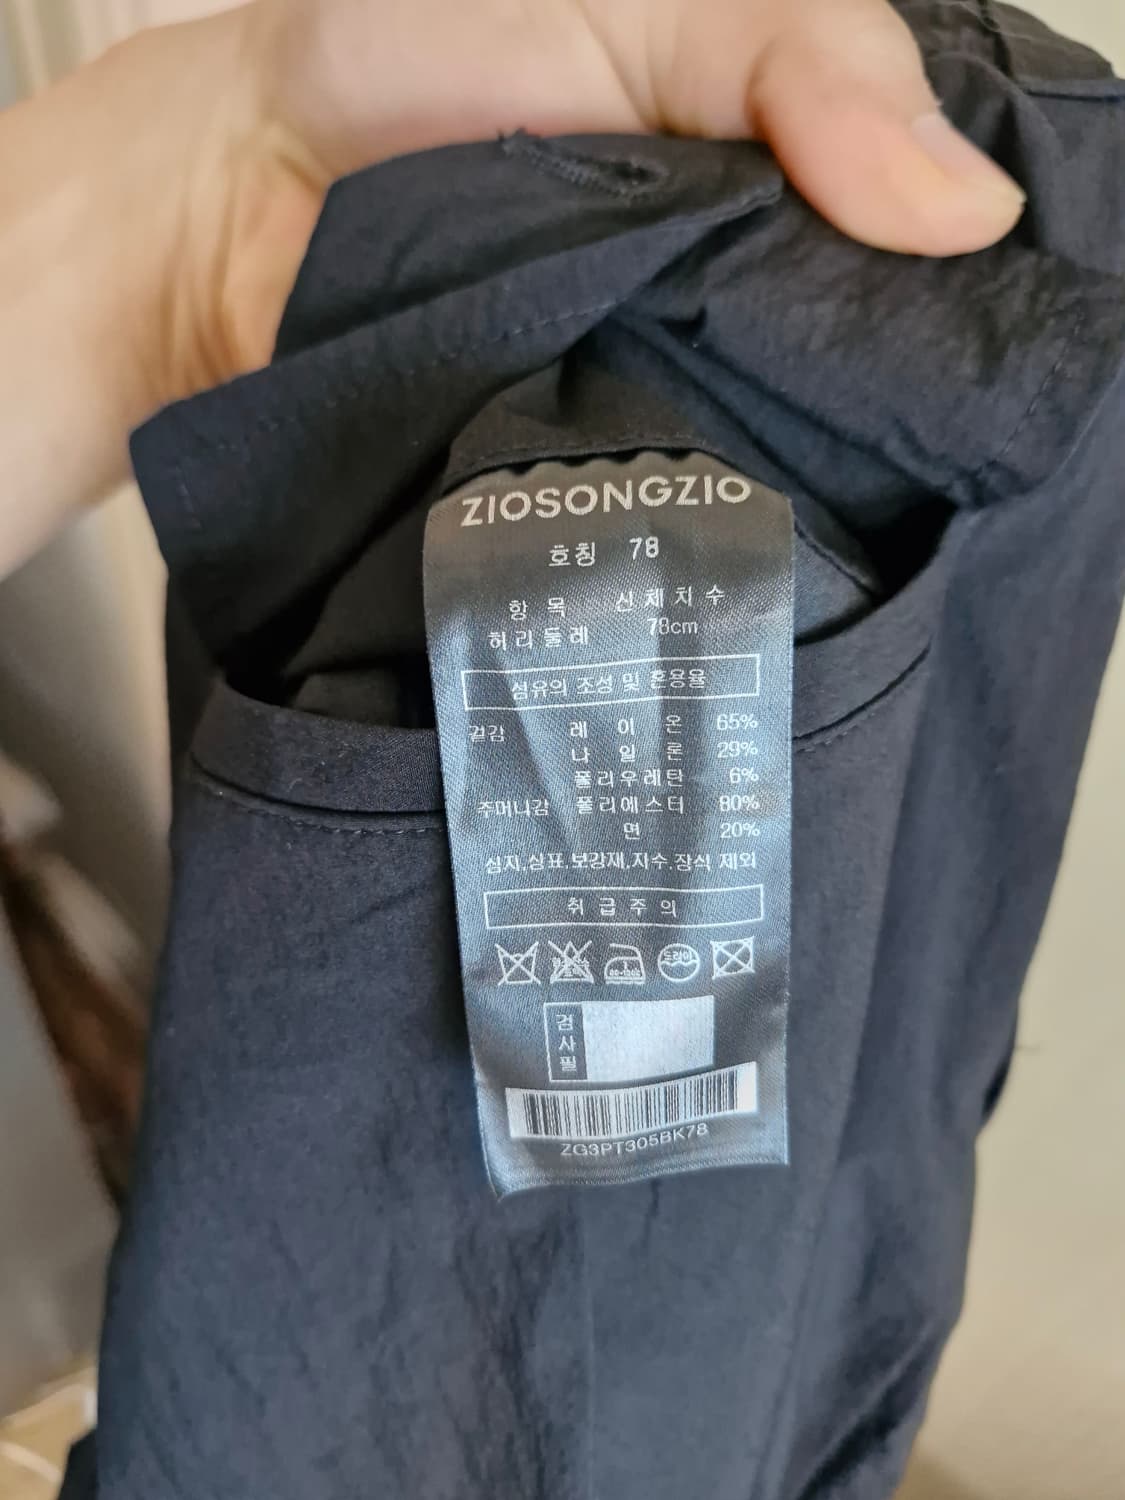 ZIOSONGZIO
호칭 78
항 목 신 체 치 수
허리둘레 78cm
섬유의 조성 및 혼용율
겉감 레 이 온 65%
나 일 론 29%
폴리우레탄 6%
주머니감 폴리에스터 80%
면 20%
심지,상표,보강재,자수,장식 제외
취 급 주 의
드라이
검사필
ZG3PT305BK78